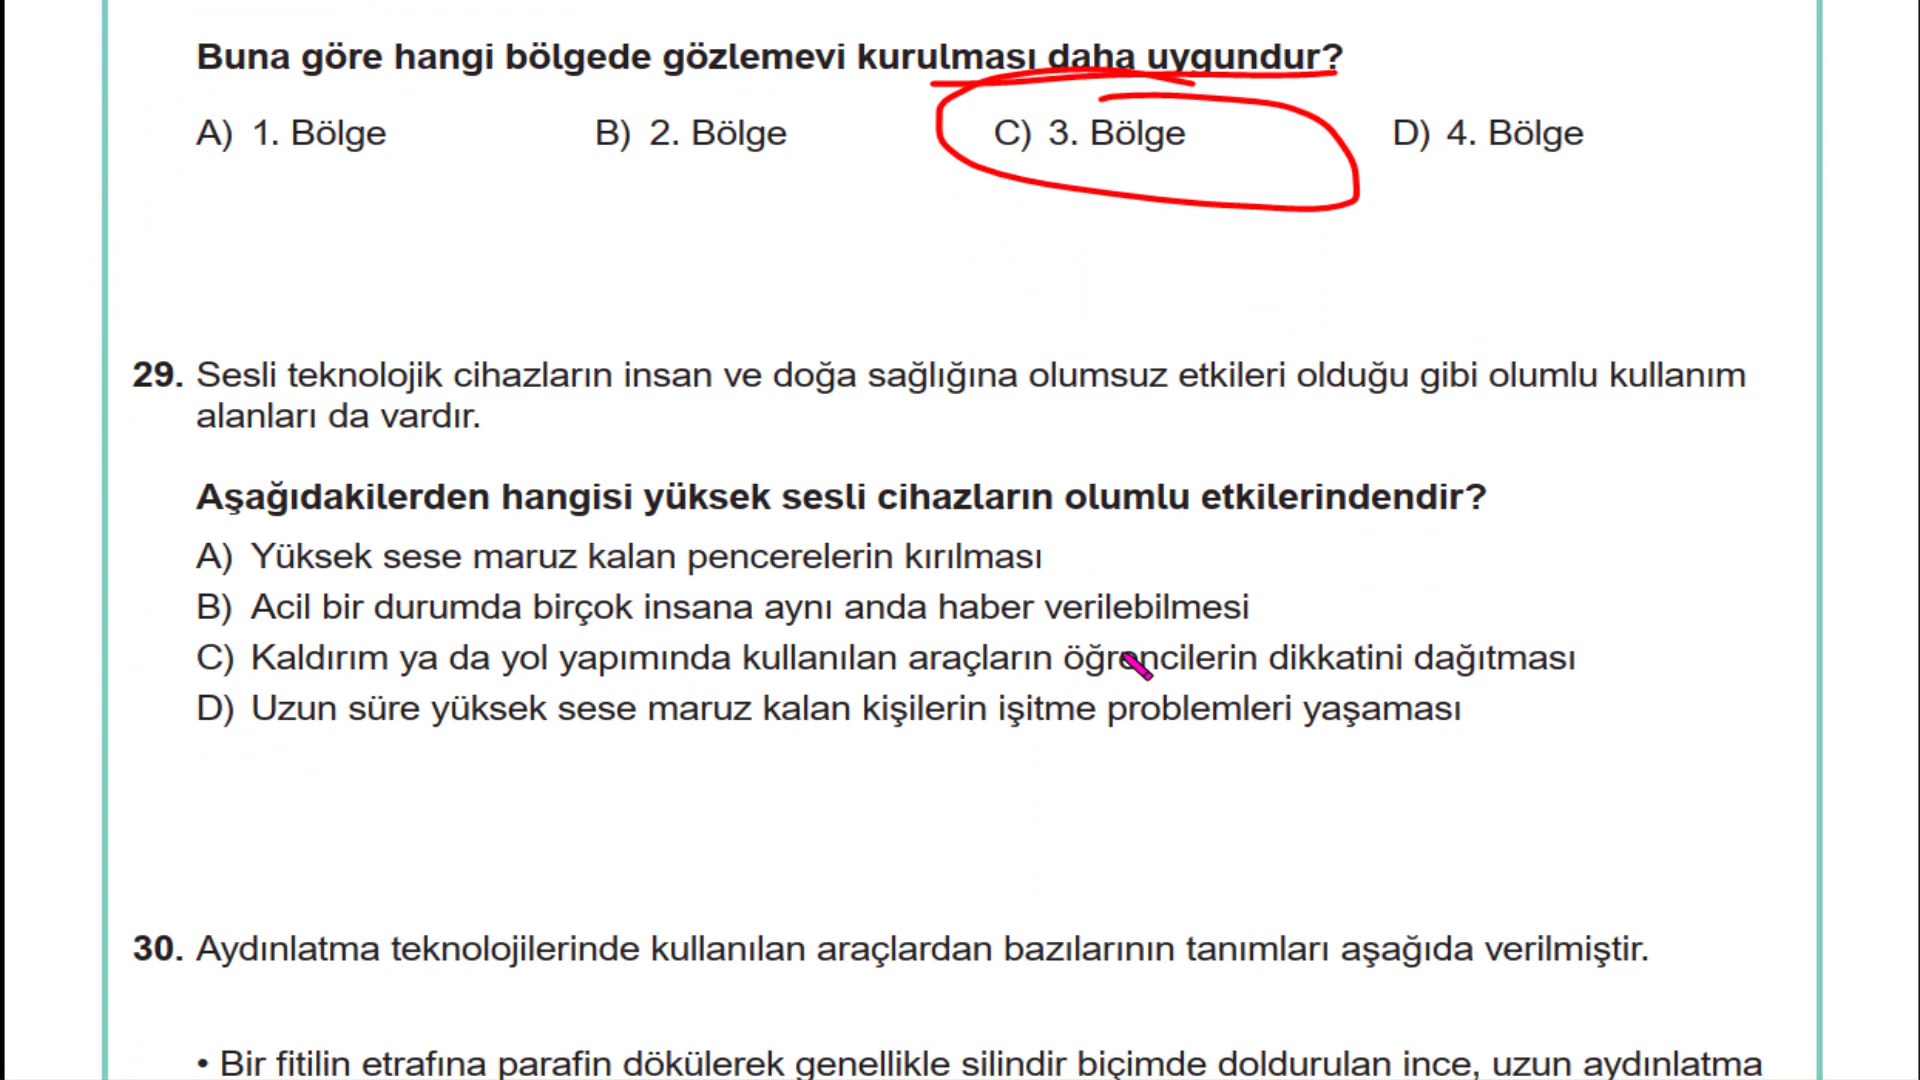 Buna göre hangi bölgede gözlemevi kurulması daha uygundur?
A) 1. Bölge B) 2. Bölge C) 3. Bölge D) 4. Bölge
29. Sesli teknolojik cihazların insan ve doğa sağlığına olumsuz etkileri olduğu gibi olumlu kullanım
alanları da vardır.
Aşağıdakilerden hangisi yüksek sesli cihazların olumlu etkilerindendir?
A) Yüksek sese maruz kalan pencerelerin kırılması
B) Acil bir durumda birçok insana aynı anda haber verilebilmesi
C) Kaldırım ya da yol yapımında kullanılan araçların öğrencilerin dikkatini dağıtması
D) Uzun süre yüksek sese maruz kalan kişilerin işitme problemleri yaşaması
30. Aydınlatma teknolojilerinde kullanılan araçlardan bazılarının tanımları aşağıda verilmiştir.
• Bir fitilin etrafına parafin dökülerek genellikle silindir biçimde doldurulan ince, uzun aydınlatma